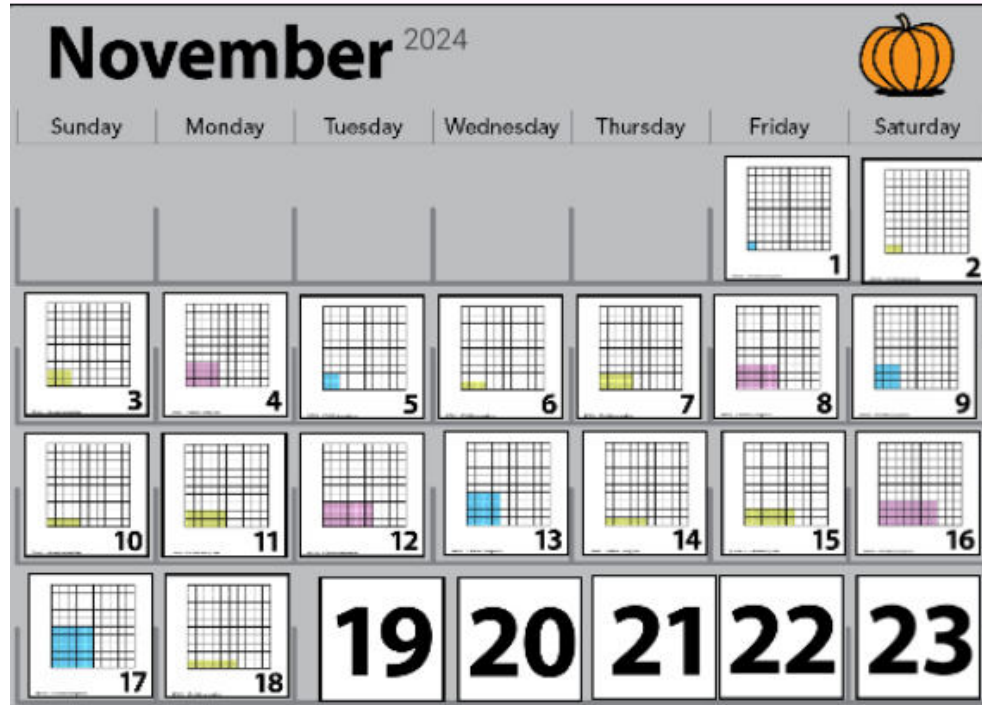 November 2024
Sunday Monday Tuesday Wednesday Thursday Friday Saturday
1 2
3 4 5 6 7 8 9
10 11 12 13 14 15 16
17 18 19 20 21 22 23